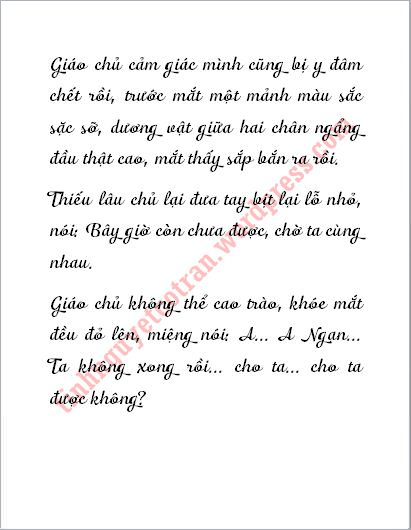 Giáo chủ cảm giác mình cũng bị y đâm
chết rồi, trước mắt một mảnh màu sắc
sặc sỡ, dương vật giữa hai chân ngẩng
đầu thật cao, mắt thấy sắp bắn ra rồi.
Thiếu lâu chủ lại đưa tay bịt lại lỗ nhỏ,
nói: Bây giờ còn chưa được, chờ ta cùng
nhau.
Giáo chủ không thể cao trào, khóe mắt
đều đỏ lên, miệng nói: A... A Ngạn...
Ta không xong rồi... cho ta... cho ta
được không?